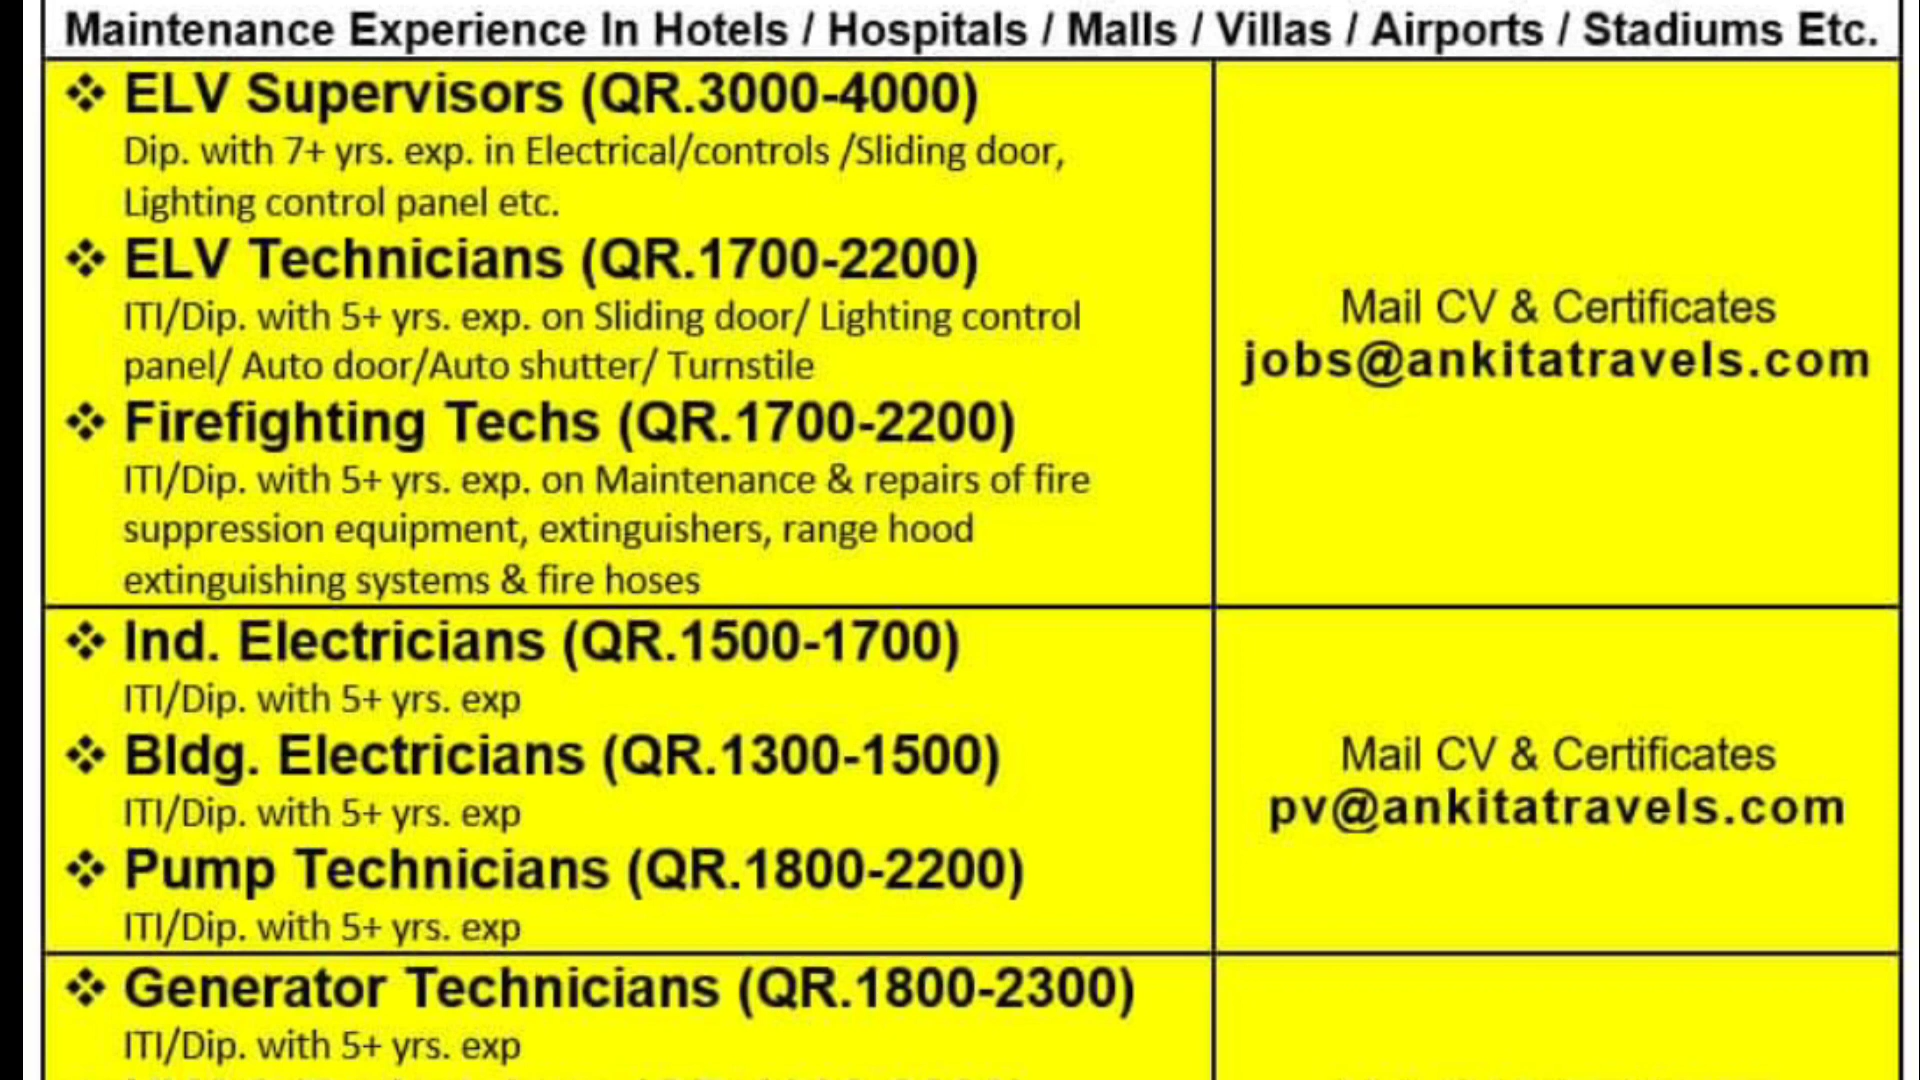 Maintenance Experience In Hotels / Hospitals / Malls / Villas / Airports / Stadiums Etc.
❖ ELV Supervisors (QR.3000-4000)
Dip. with 7+ yrs. exp. in Electrical/controls /Sliding door,
Lighting control panel etc.
❖ ELV Technicians (QR.1700-2200)
ITI/Dip. with 5+ yrs. exp. on Sliding door/ Lighting control
panel/ Auto door/Auto shutter/ Turnstile
❖ Firefighting Techs (QR.1700-2200)
ITI/Dip. with 5+ yrs. exp. on Maintenance & repairs of fire
suppression equipment, extinguishers, range hood
extinguishing systems & fire hoses
Mail CV & Certificates
jobs@ankitatravels.com
❖ Ind. Electricians (QR.1500-1700)
ITI/Dip. with 5+ yrs. exp
❖ Bldg. Electricians (QR.1300-1500)
ITI/Dip. with 5+ yrs. exp
❖ Pump Technicians (QR.1800-2200)
ITI/Dip. with 5+ yrs. exp
Mail CV & Certificates
pv@ankitatravels.com
❖ Generator Technicians (QR.1800-2300)
ITI/Dip. with 5+ yrs. exp